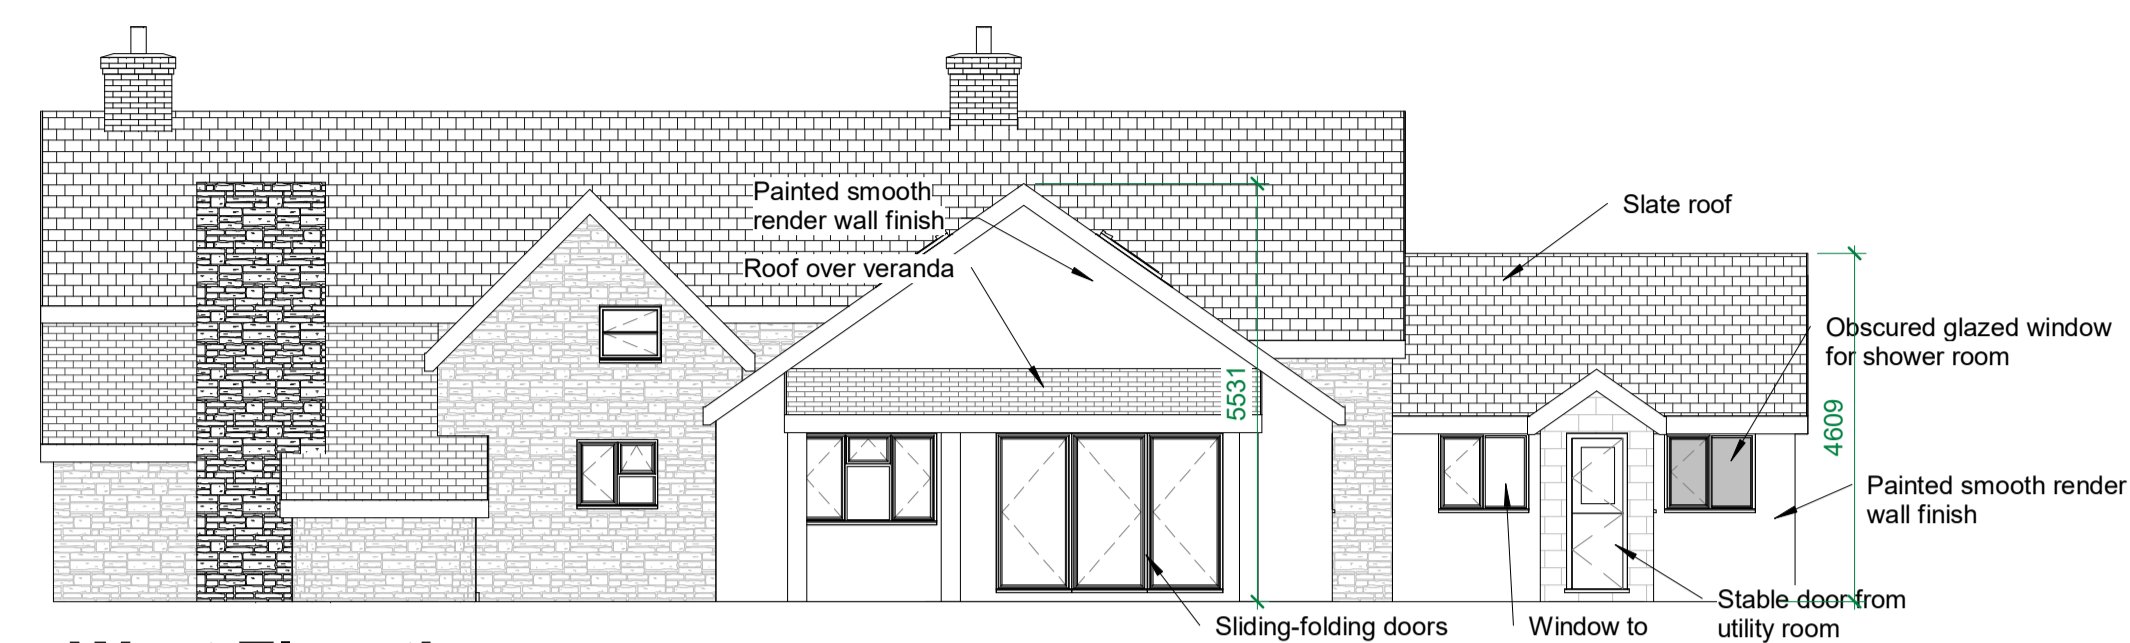 Painted smooth
render wall finish
Roof over veranda
Slate roof
Obscured glazed window
for shower room
5531
4609
Painted smooth render
wall finish
Stable door from
utility room
Sliding-folding doors
Window to